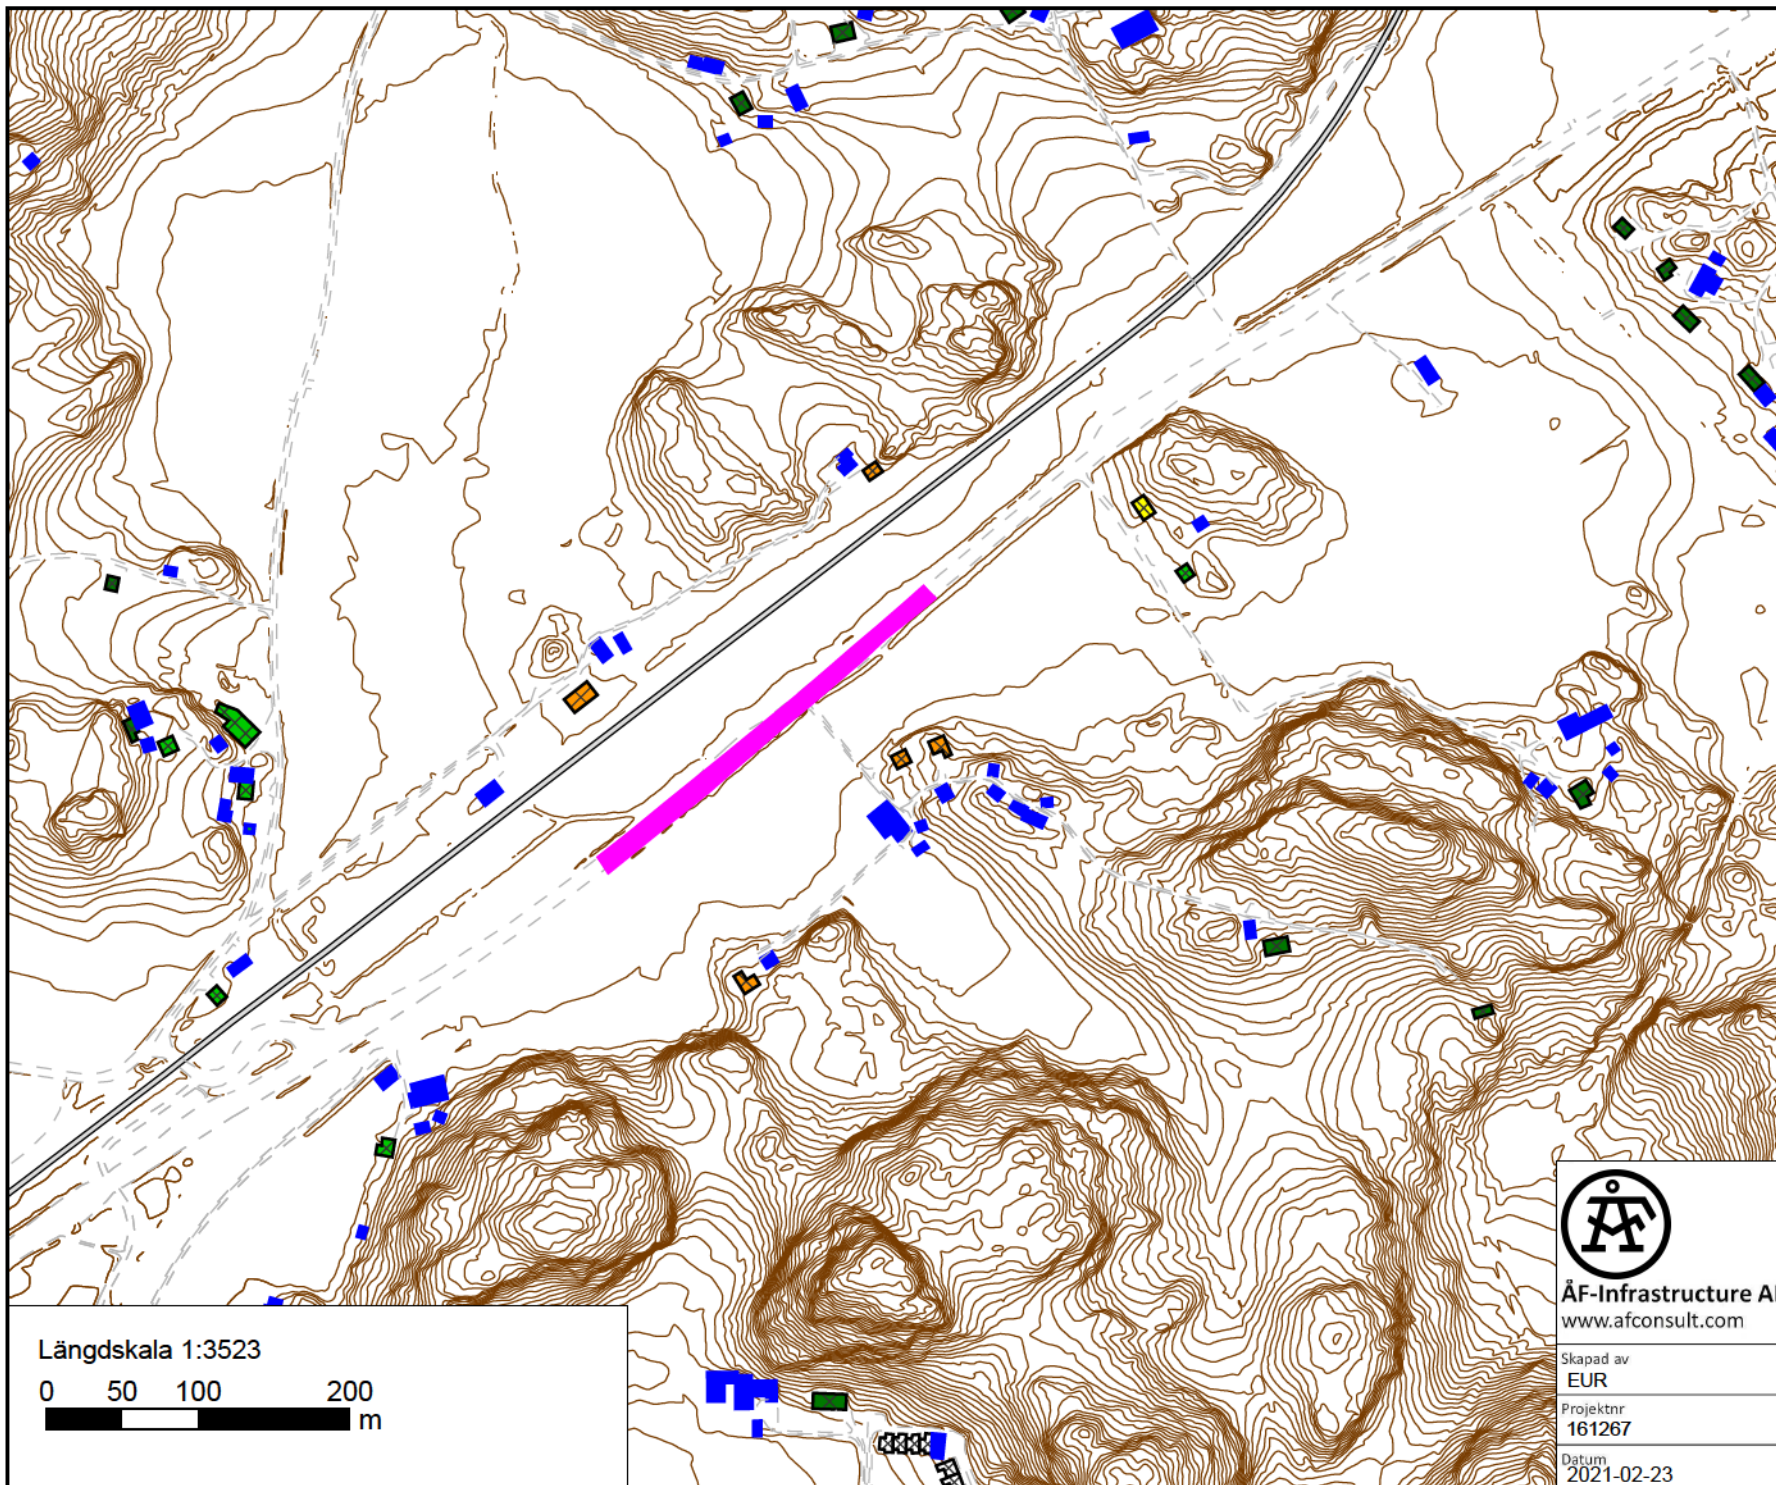 Längdskala 1:3523
0 50 100 200
m
ÅF
ÅF-Infrastructure A
www.afconsult.com
Skapad av
EUR
Projektnr
161267
Datum
2021-02-23